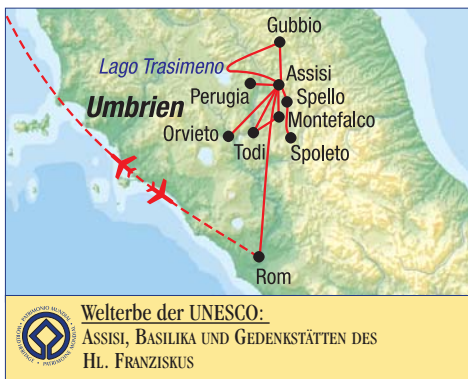 Gubbio
Lago Trasimeno
Assisi
Perugia
Spello
Umbrien
Montefalco
Orvieto
Todi
Spoleto
Rom
Welterbe der UNESCO:
ASSISI, BASILIKA UND GEDENKSTÄTTEN DES
HL. FRANZISKUS